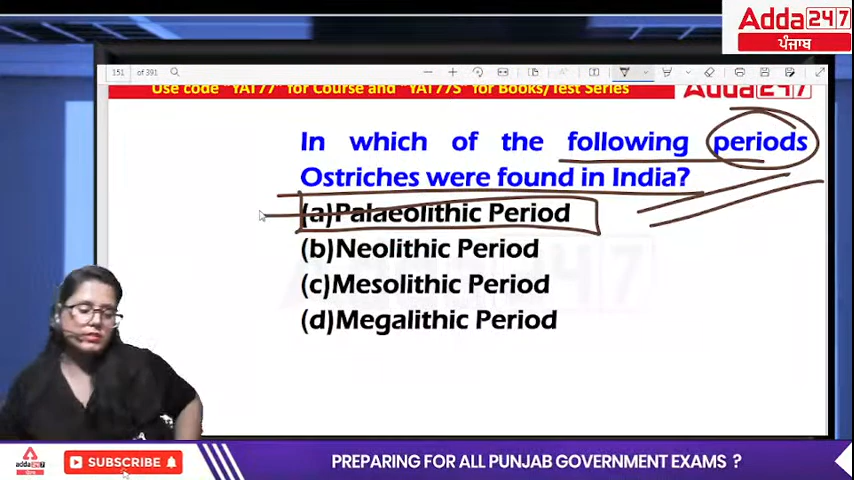 Adda247
ਪੰਜਾਬ
151 of 391
Use code "YAT77" for Course and "YAT77S" for Books/Test Series
Adda247
In which of the following periods
Ostriches were found in India?
(a)Palaeolithic Period
(b)Neolithic Period
(c)Mesolithic Period
(d)Megalithic Period
adda247
ਪੰਜਾਬ
SUBSCRIBE
PREPARING FOR ALL PUNJAB GOVERNMENT EXAMS ?